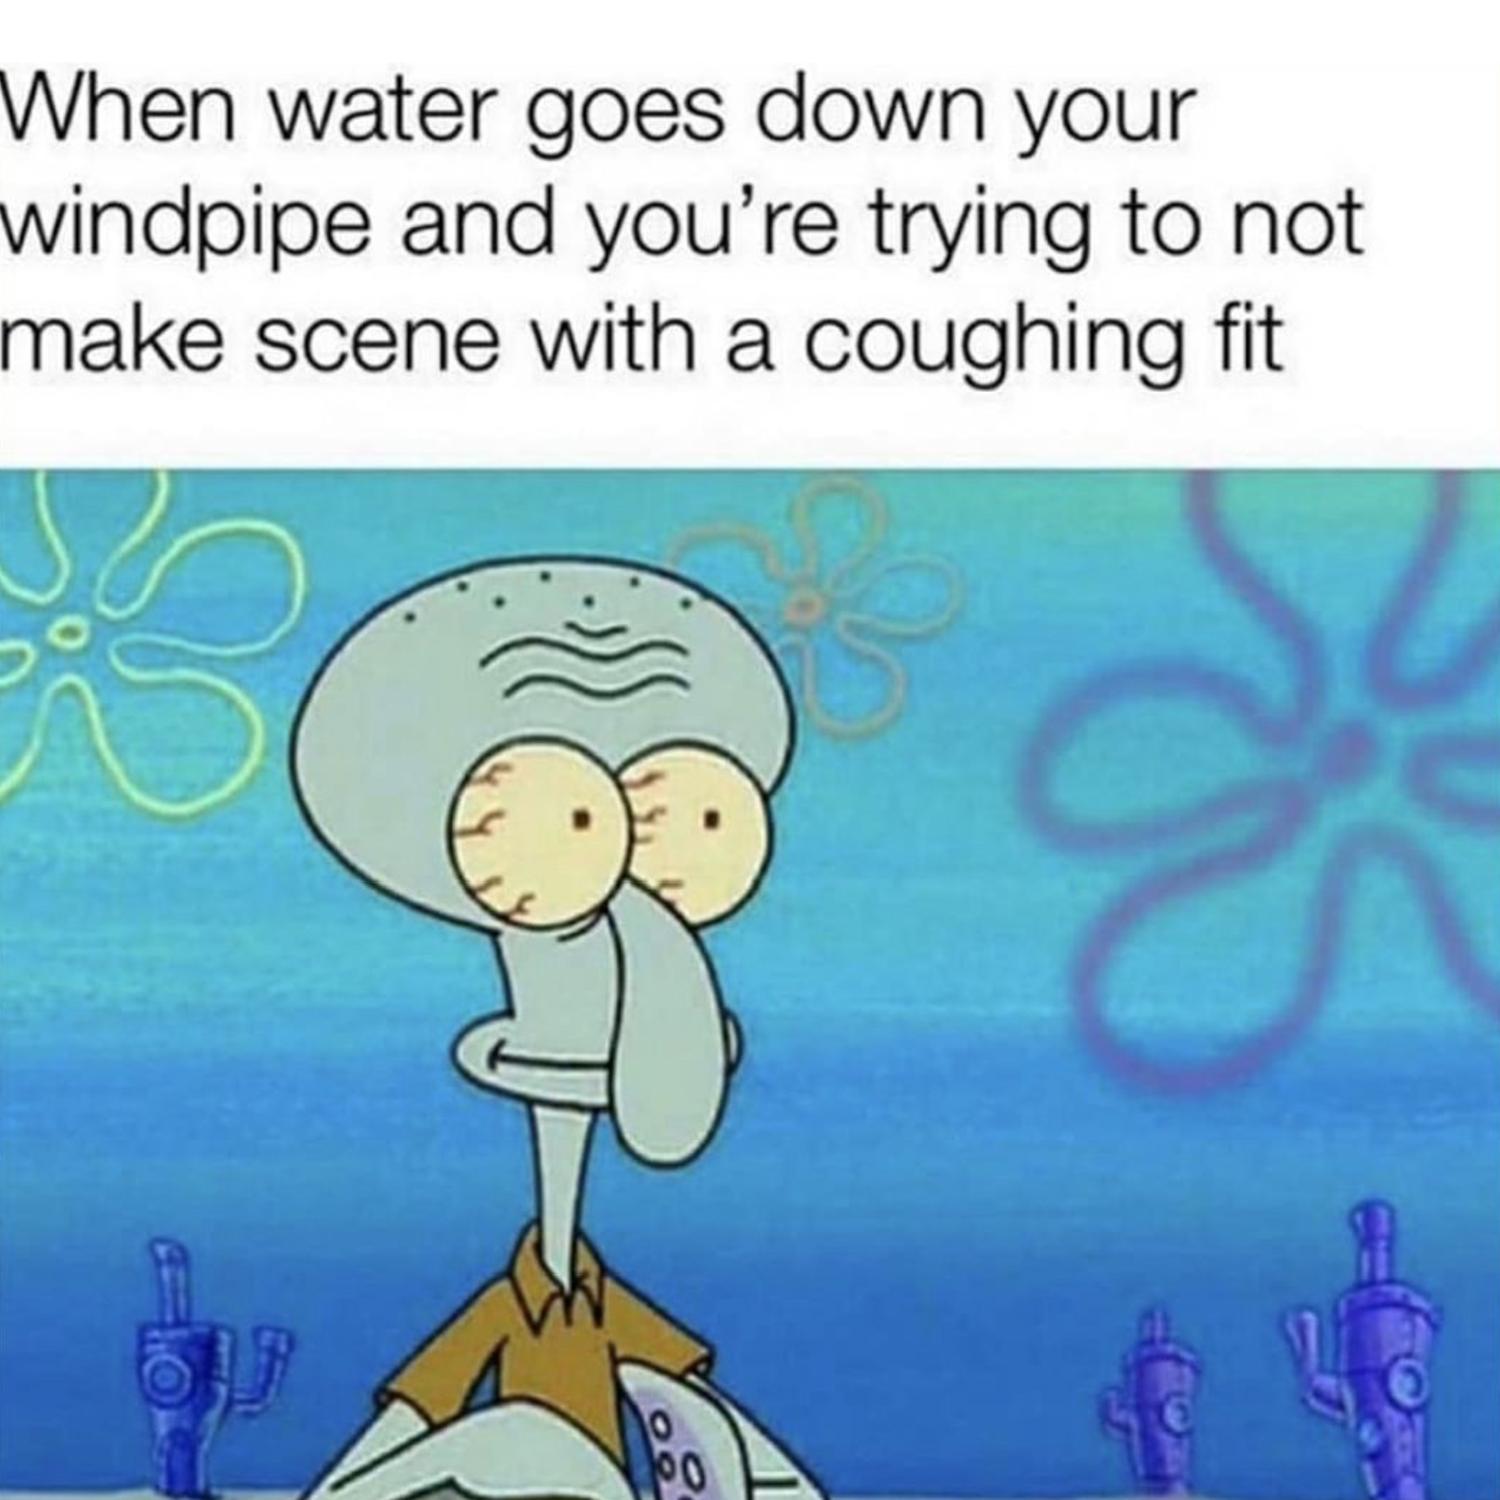 When water goes down your
windpipe and you’re trying to not
make scene with a coughing fit